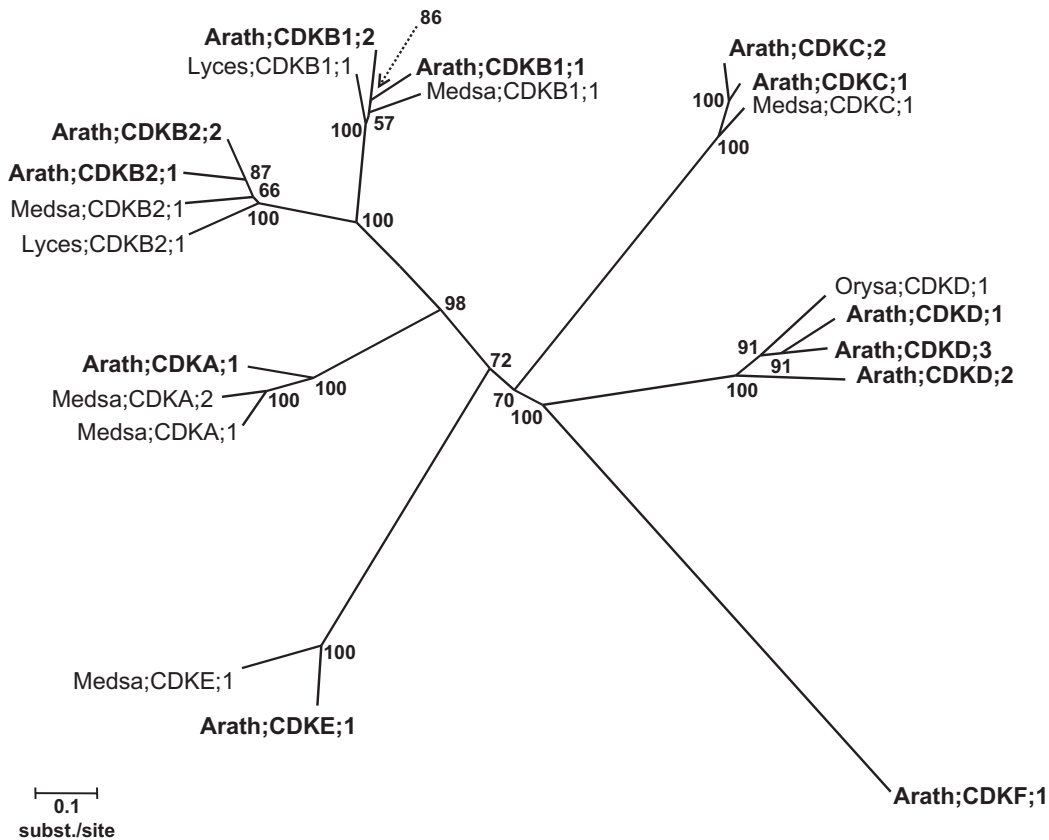 86
Arath;CDKB1;2
Lyces;CDKB1;1
Arath;CDKB1;1
Medsa;CDKB1;1
100
57
Arath;CDKC;2
Arath;CDKC;1
100
Medsa;CDKC;1
100
Arath;CDKB2;2
Arath;CDKB2;1
87
66
Medsa;CDKB2;1
100
Lyces;CDKB2;1
100
98
Orysa;CDKD;1
Arath;CDKD;1
91
Arath;CDKD;3
91
Arath;CDKD;2
100
Arath;CDKA;1
100
Medsa;CDKA;2
100
Medsa;CDKA;1
72
70
100
100
Medsa;CDKE;1
Arath;CDKE;1
Arath;CDKF;1
0.1
subst./site